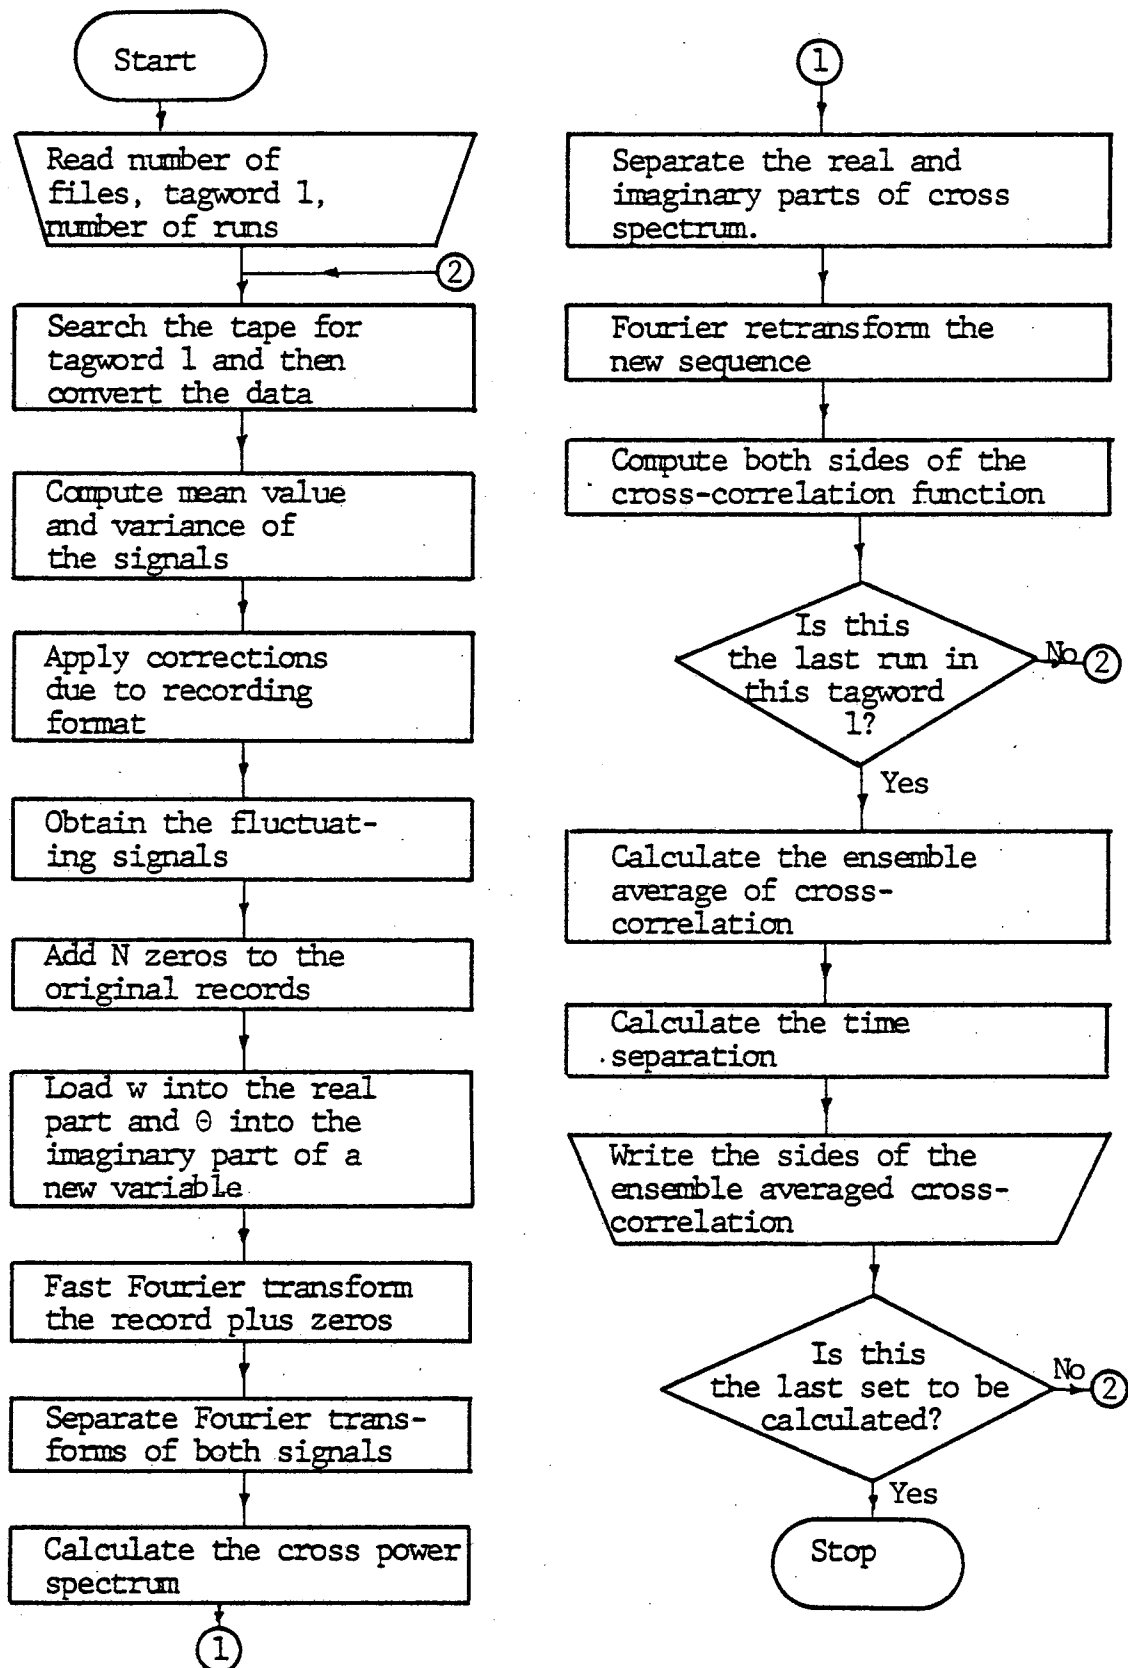 Start
Read number of
files, tagword 1,
number of runs
2
Search the tape for
tagword 1 and then
convert the data
Compute mean value
and variance of
the signals
Apply corrections
due to recording
format
Obtain the fluctuat-
ing signals
Add N zeros to the
original records
Load w into the real
part and Θ into the
imaginary part of a
new variable
Fast Fourier transform
the record plus zeros
Separate Fourier trans-
forms of both signals
Calculate the cross power
spectrum
1
1
Separate the real and
imaginary parts of cross
spectrum.
Fourier retransform the
new sequence
Compute both sides of the
cross-correlation function
Is this
the last run in
this tagword
1?
No
2
Yes
Calculate the ensemble
average of cross-
correlation
Calculate the time
separation
Write the sides of the
ensemble averaged cross-
correlation
Is this
the last set to be
calculated?
No
2
Yes
Stop